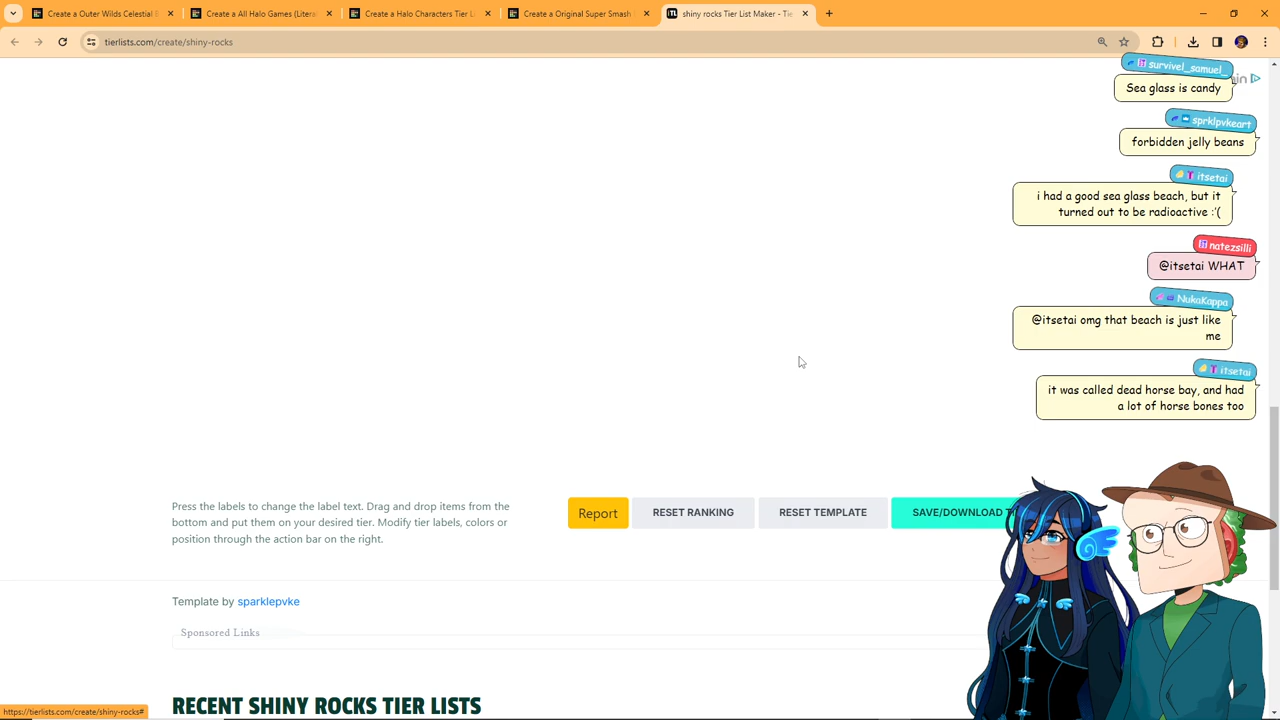 Create a Outer Wilds Celestial B
Create a All Halo Games (Litera
Create a Halo Characters Tier L
Create a Original Super Smash
shiny rocks Tier List Maker - Tie
tierlists.com/create/shiny-rocks
survivel_samuel_
Sea glass is candy
sprklpvkeart
forbidden jelly beans
itsetai
i had a good sea glass beach, but it
turned out to be radioactive :'(
natezsilli
@itsetai WHAT
NukaKappa
@itsetai omg that beach is just like
me
itsetai
it was called dead horse bay, and had
a lot of horse bones too
Press the labels to change the label text. Drag and drop items from the
bottom and put them on your desired tier. Modify tier labels, colors or
position through the action bar on the right.
Report
RESET RANKING
RESET TEMPLATE
SAVE/DOWNLOAD T
Template by sparklepvke
Sponsored Links
RECENT SHINY ROCKS TIER LISTS
https://tierlists.com/create/shiny-rocks#